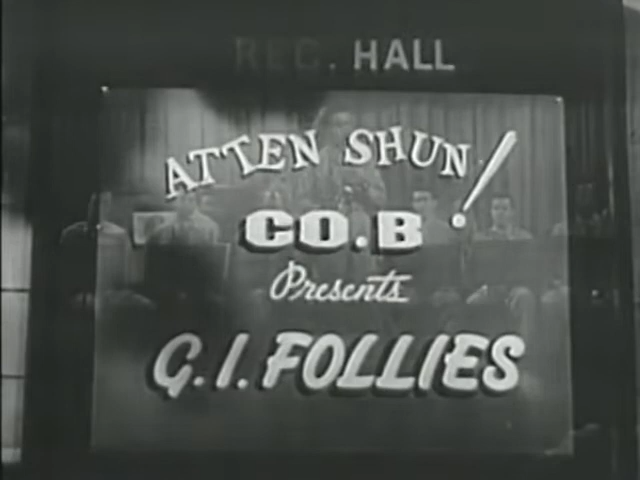 REC. HALL
ATTEN SHUN!
CO.B
Presents
G.I. FOLLIES